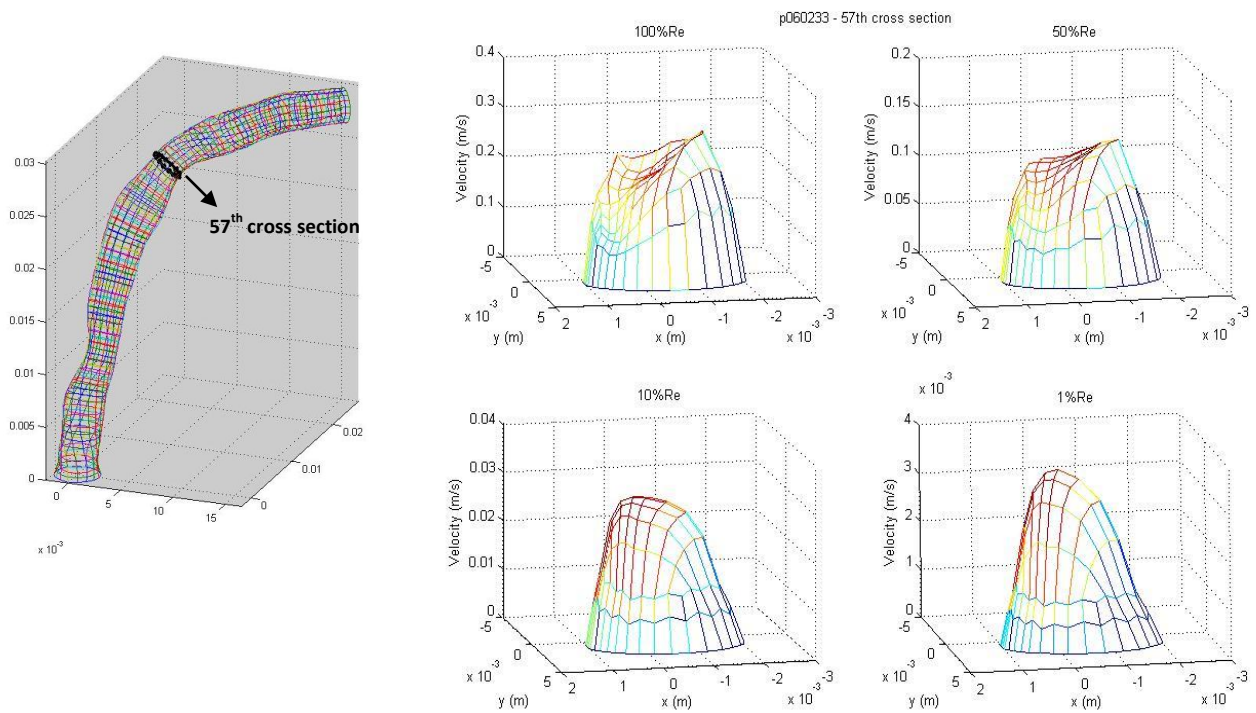 p060233 - 57th cross section
0.03
0.025
0.02
0.015
0.01
0.005
0
0
5
10
15
0
0.01
0.02
x 10⁻³
57th cross section
100%Re
0.4
0.3
0.2
0.1
0
Velocity (m/s)
-5
0
5
x 10⁻³
y (m)
2
1
0
-1
-2
-3
x (m)
x 10⁻³
50%Re
0.2
0.15
0.1
0.05
0
Velocity (m/s)
-5
0
5
x 10⁻³
y (m)
2
1
0
-1
-2
-3
x (m)
x 10⁻³
10%Re
0.04
0.03
0.02
0.01
0
Velocity (m/s)
-5
0
5
x 10⁻³
y (m)
2
1
0
-1
-2
-3
x (m)
x 10⁻³
x 10⁻³
1%Re
4
3
2
1
0
Velocity (m/s)
-5
0
5
x 10⁻³
y (m)
2
1
0
-1
-2
-3
x (m)
x 10⁻³